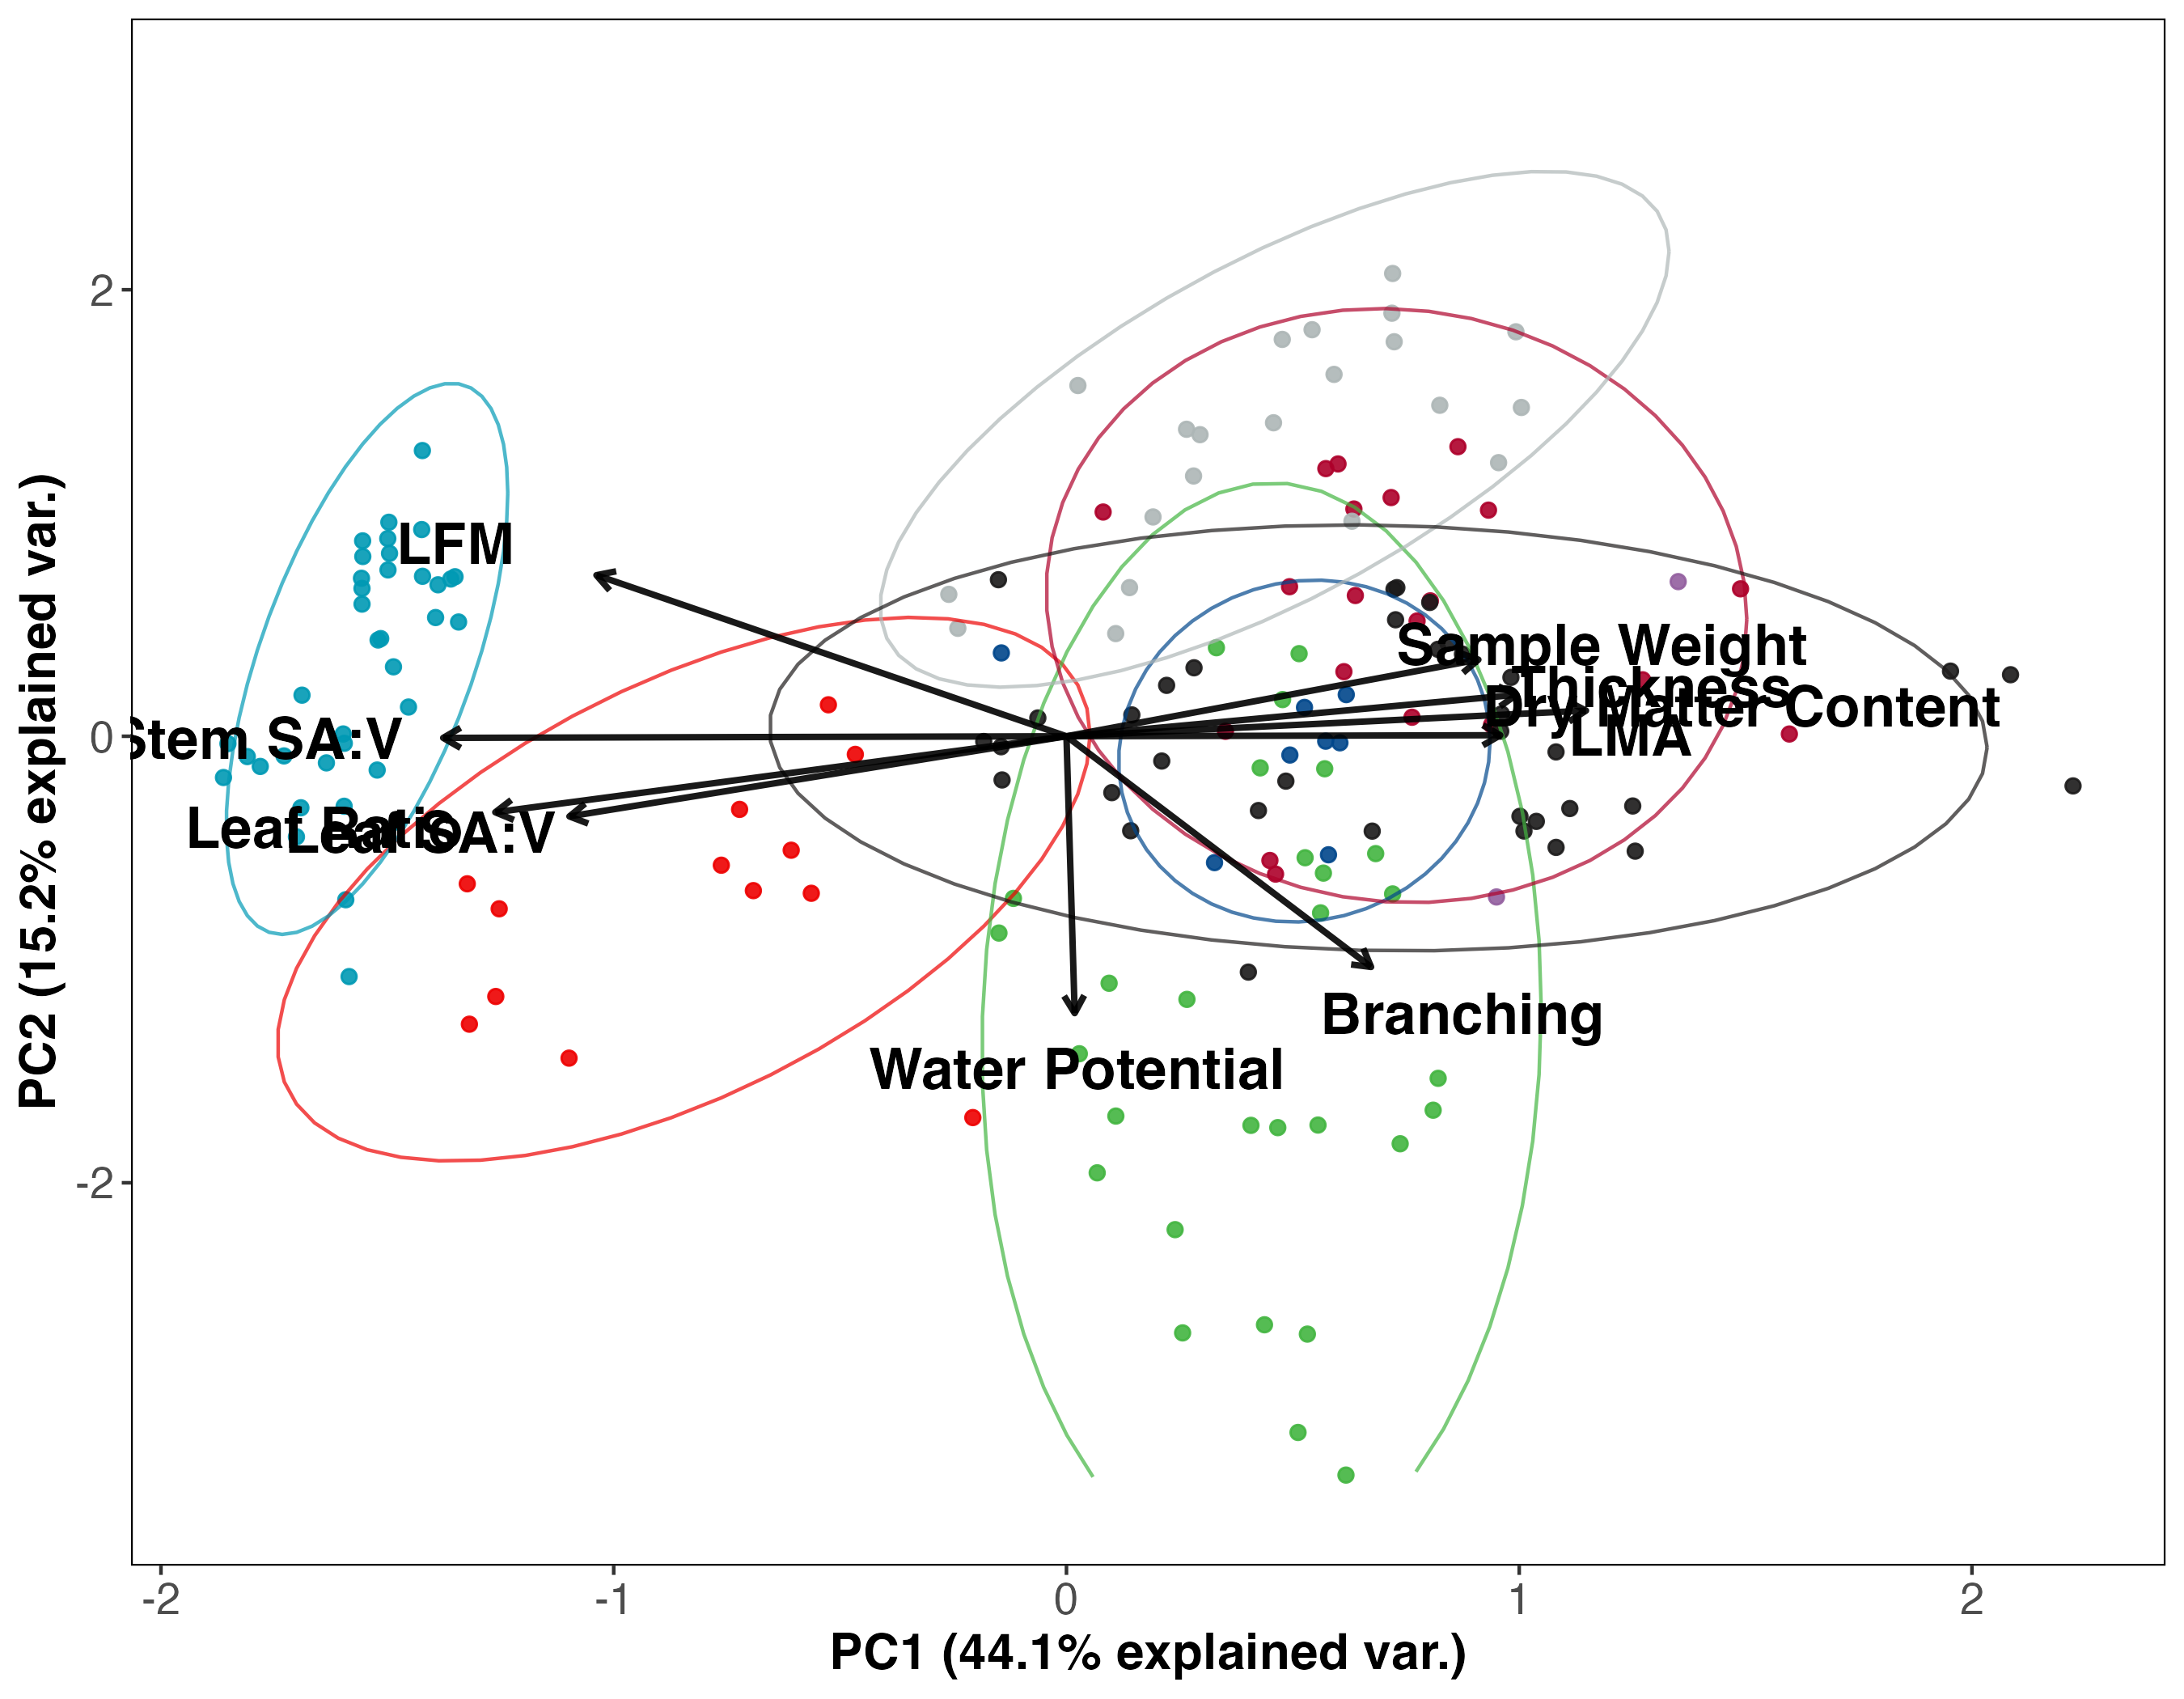 PC2 (15.2% explained var.)
2
0
-2
LFM
Sample Weight
Thickness
Dry Matter Content
LMA
Stem SA:V
Leaf Ratio
Leaf SA:V
Branching
Water Potential
-2
-1
0
1
2
PC1 (44.1% explained var.)